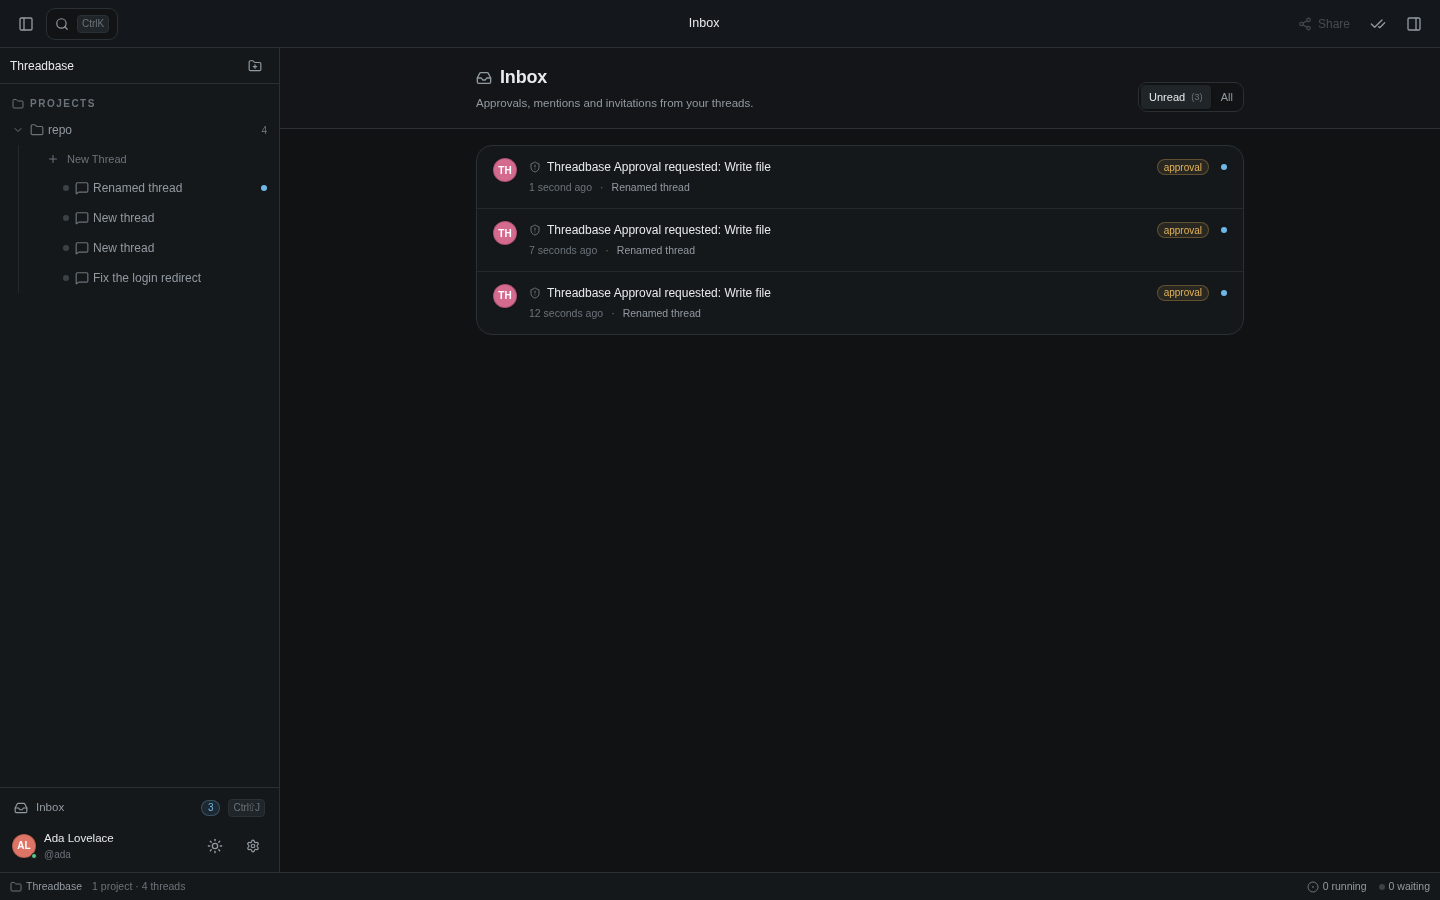 CtrlK
Inbox
Share
Threadbase
PROJECTS
repo 4
New Thread
Renamed thread
New thread
New thread
Fix the login redirect
Inbox
Approvals, mentions and invitations from your threads.
Unread (3) All
TH Threadbase Approval requested: Write file approval
1 second ago · Renamed thread
TH Threadbase Approval requested: Write file approval
7 seconds ago · Renamed thread
TH Threadbase Approval requested: Write file approval
12 seconds ago · Renamed thread
Inbox 3 Ctrl⇧J
AL Ada Lovelace
@ada
Threadbase 1 project · 4 threads 0 running 0 waiting